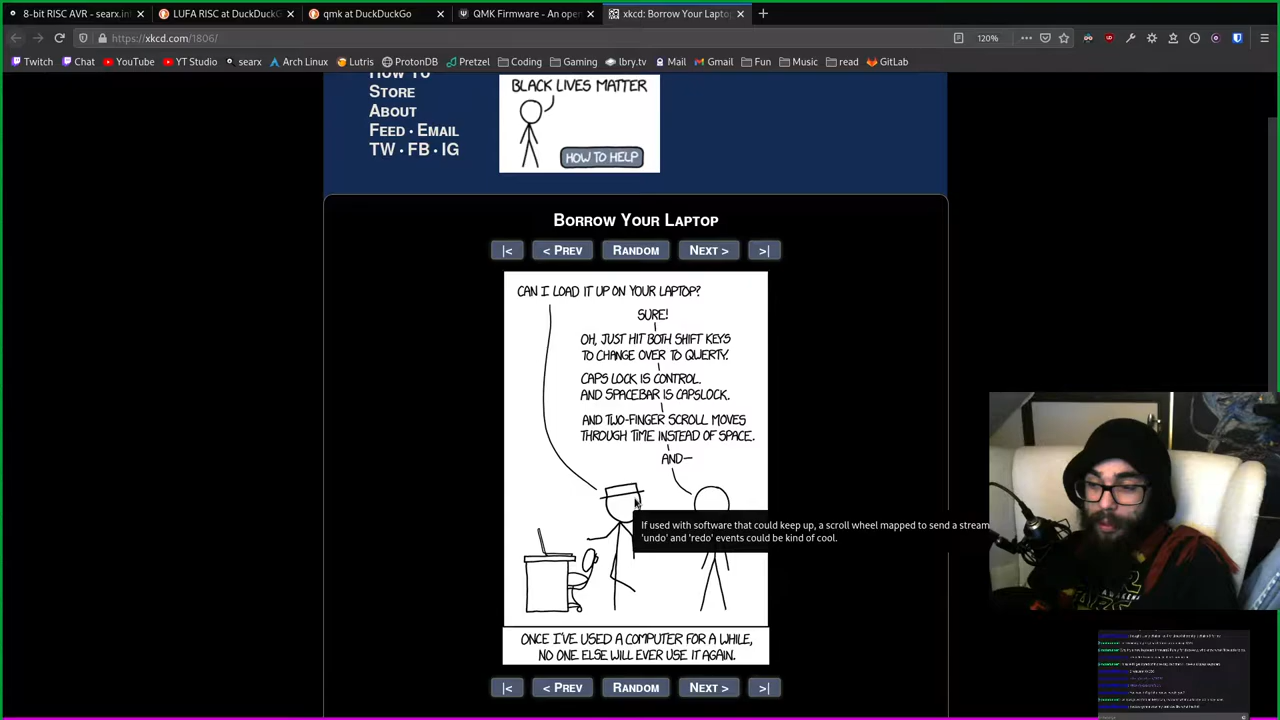 8-bit RISC AVR - searx.in
LUFA RISC at DuckDuckG
qmk at DuckDuckGo
QMK Firmware - An open
xkcd: Borrow Your Lapto
https://xkcd.com/1806/
120%
Twitch
Chat
YouTube
YT Studio
searx
Arch Linux
Lutris
ProtonDB
Pretzel
Coding
Gaming
lbry.tv
Mail
Gmail
Fun
Music
read
GitLab
How To
Store
About
Feed • Email
TW • FB • IG
BLACK LIVES MATTER
HOW TO HELP
Borrow Your Laptop
|<
< Prev
Random
Next >
>|
CAN I LOAD IT UP ON YOUR LAPTOP?
SURE!
OH, JUST HIT BOTH SHIFT KEYS
TO CHANGE OVER TO QWERTY.
CAPS LOCK IS CONTROL.
AND SPACEBAR IS CAPSLOCK.
AND TWO-FINGER SCROLL MOVES
THROUGH TIME INSTEAD OF SPACE.
AND—
If used with software that could keep up, a scroll wheel mapped to send a stream
'undo' and 'redo' events could be kind of cool.
ONCE I'VE USED A COMPUTER FOR A WHILE,
NO ONE ELSE WILL EVER USE IT AGAIN.
|<
< Prev
Random
Next >
>|